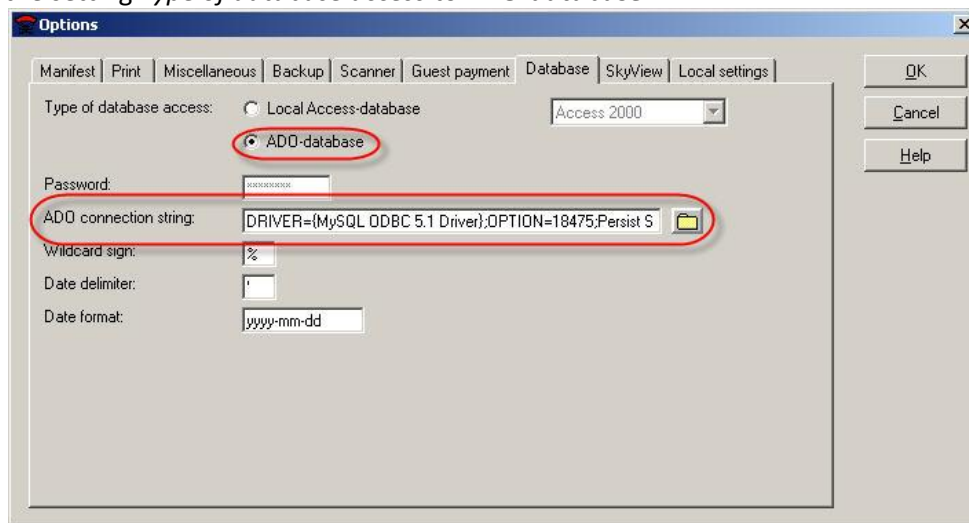 Options
Manifest Print Miscellaneous Backup Scanner Guest payment Database SkyView Local settings
OK
Type of database access: Local Access-database Access 2000
Cancel
ADO-database
Help
Password: xxxxxxxx
ADO connection string: DRIVER={MySQL ODBC 5.1 Driver};OPTION=18475;Persist S
Wildcard sign: %
Date delimiter: '
Date format: yyyy-mm-dd